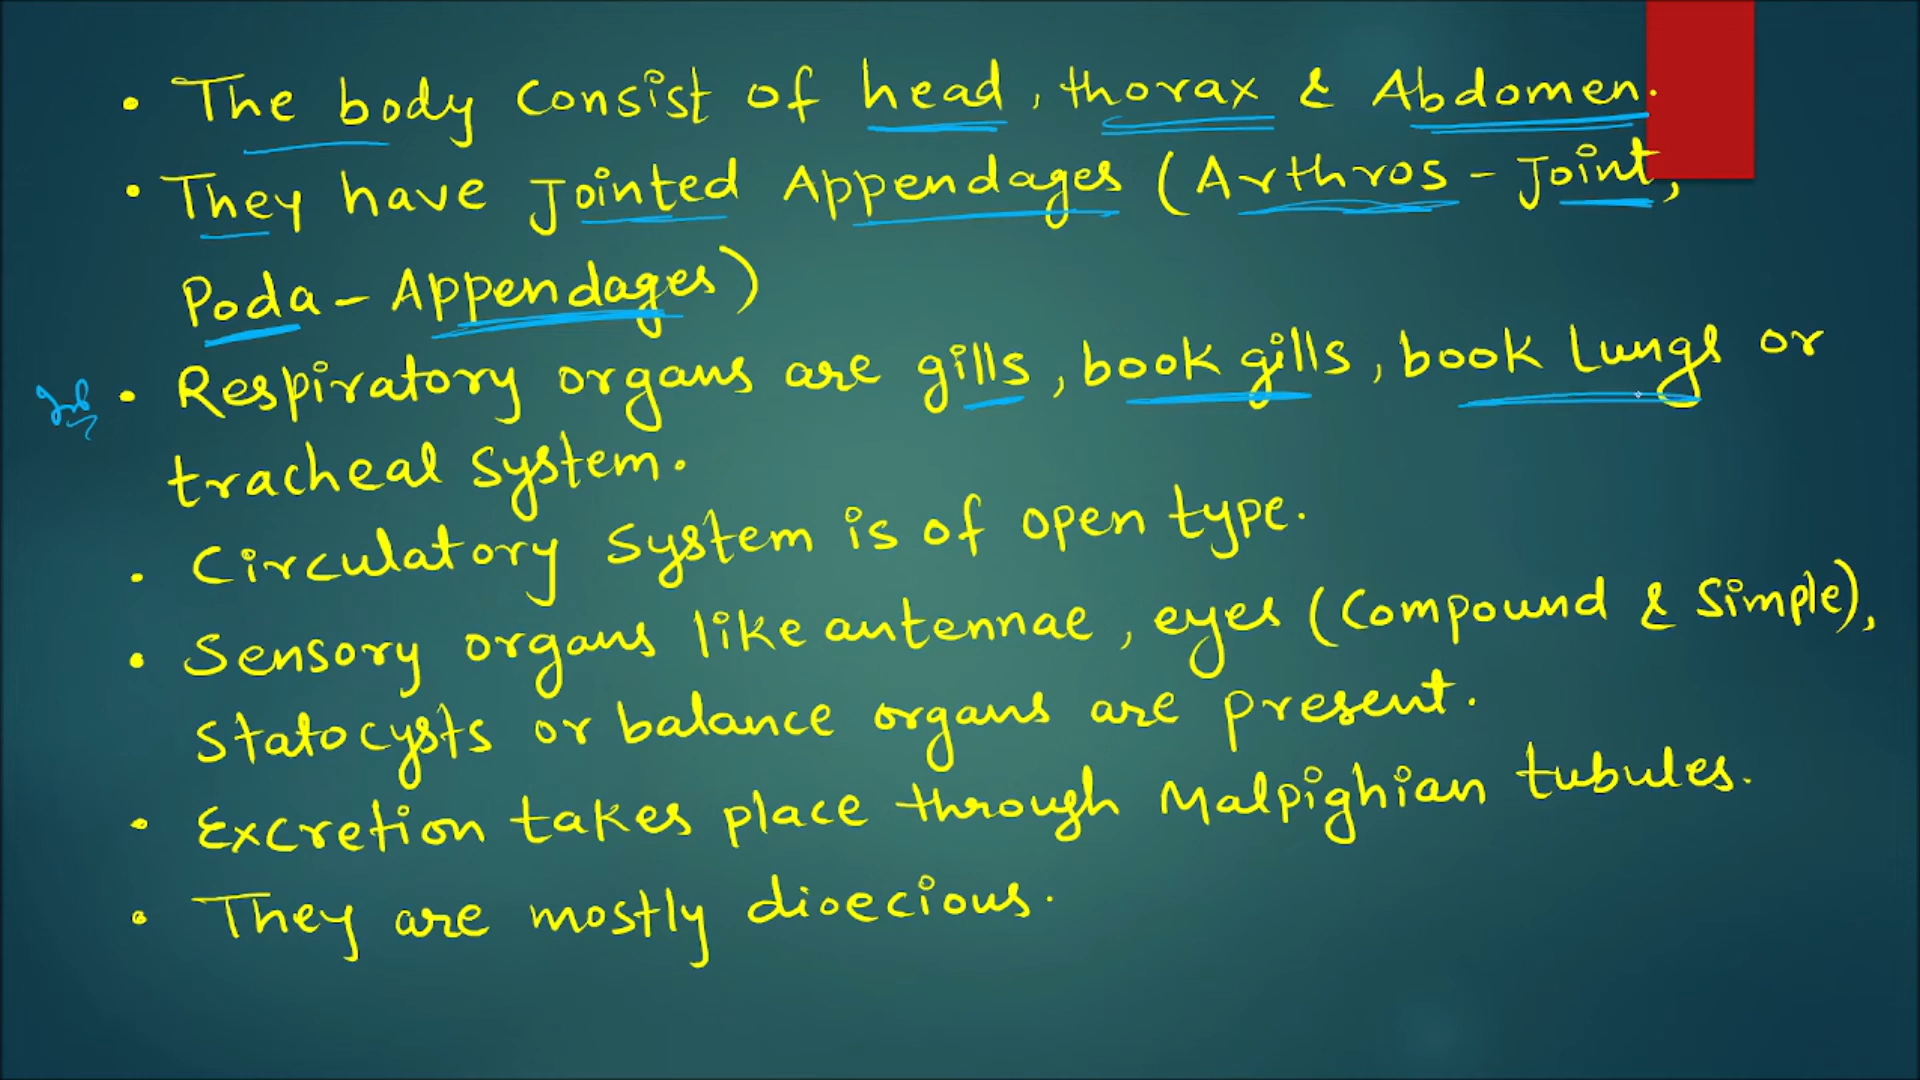 • The body consist of head, thorax & Abdomen.
• They have Jointed Appendages (Arthros - Joint,
Poda - Appendages)
• Respiratory organs are gills, book gills, book lungs or
tracheal system.
• Circulatory system is of open type.
• Sensory organs like antennae, eyes (Compound & Simple),
Statocysts or balance organs are present.
• Excretion takes place through Malpighian tubules.
• They are mostly dioecious.